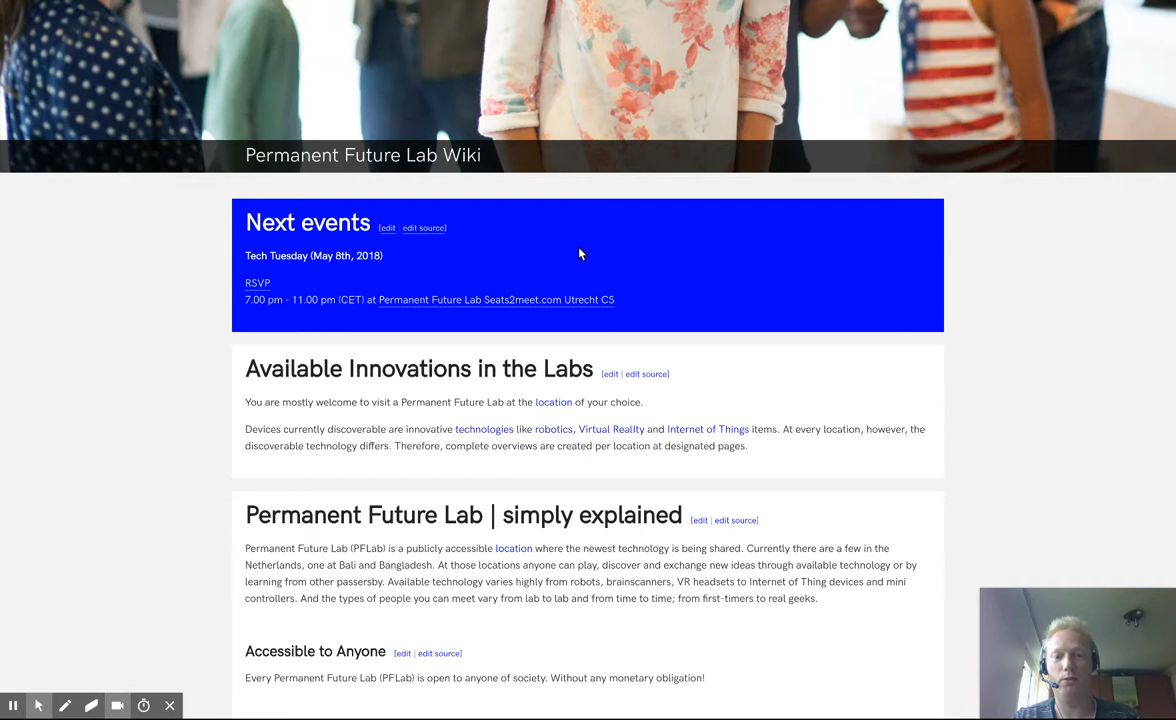 Permanent Future Lab Wiki
Next events [edit | edit source]
Tech Tuesday (May 8th, 2018)
RSVP
7.00 pm - 11.00 pm (CET) at Permanent Future Lab Seats2meet.com Utrecht CS
Available Innovations in the Labs [edit | edit source]
You are mostly welcome to visit a Permanent Future Lab at the location of your choice.
Devices currently discoverable are innovative technologies like robots, Virtual Reality and Internet of Things items. At every location, however, the
discoverable technology differs. Therefore, complete overviews are created per location at designated pages.
Permanent Future Lab | simply explained [edit | edit source]
Permanent Future Lab (PFLab) is a publicly accessible location where the newest technology is being shared. Currently there are a few in the
Netherlands, one at Bali and Bangladesh. At those locations anyone can play, discover and exchange new ideas through available technology or by
learning from other passersby. Available technology varies highly from robots, brainscanners, VR headsets to Internet of Thing devices and mini
controllers. And the types of people you can meet vary from lab to lab and from time to time; from first-timers to real geeks.
Accessible to Anyone [edit | edit source]
Every Permanent Future Lab (PFLab) is open to anyone of society. Without any monetary obligation!